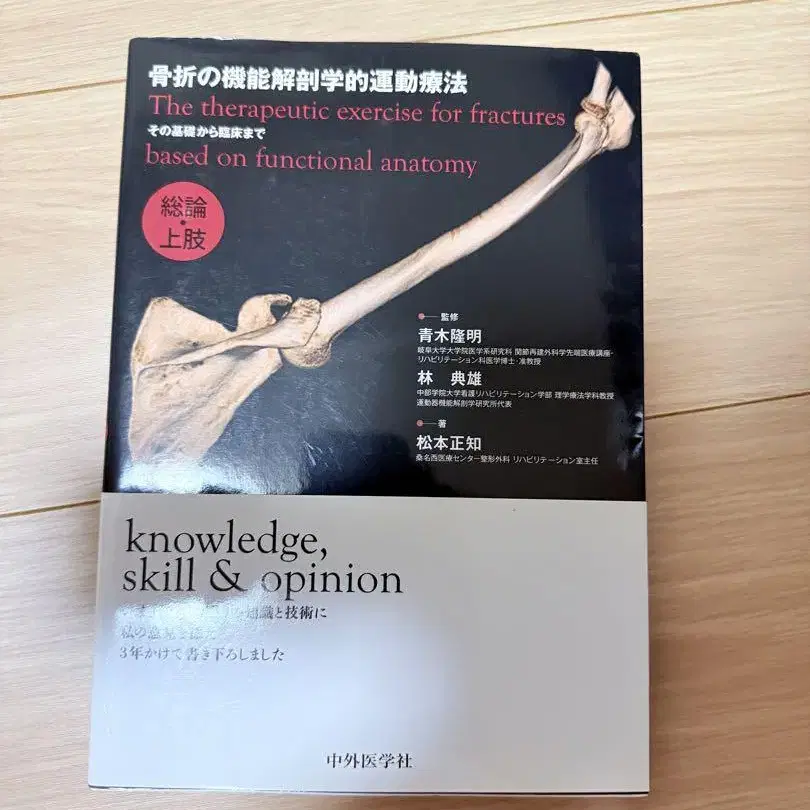 骨折の機能解剖学的運動療法
The therapeutic exercise for fractures
その基礎から臨床まで
based on functional anatomy
総論・
上肢
監修
青木隆明
岐阜大学大学院医学系研究科 関節再建外科学先端医療講座・
リハビリテーション科医学博士・准教授
林 典雄
中部学院大学看護リハビリテーション学部 理学療法学科教授
運動器機能解剖学研究所代表
著
松本正知
桑名西医療センター整形外科 リハビリテーション室主任
knowledge,
skill & opinion
知識と技術に
私の意見を
3年かけて書き下ろしました
中外医学社